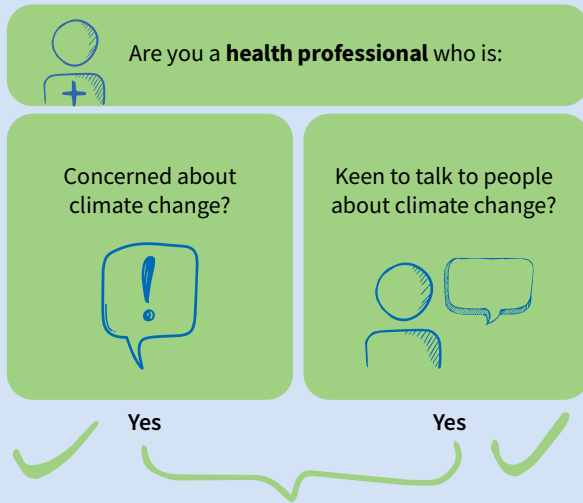 Are you a health professional who is:
Concerned about
climate change?
Keen to talk to people
about climate change?
Yes
Yes